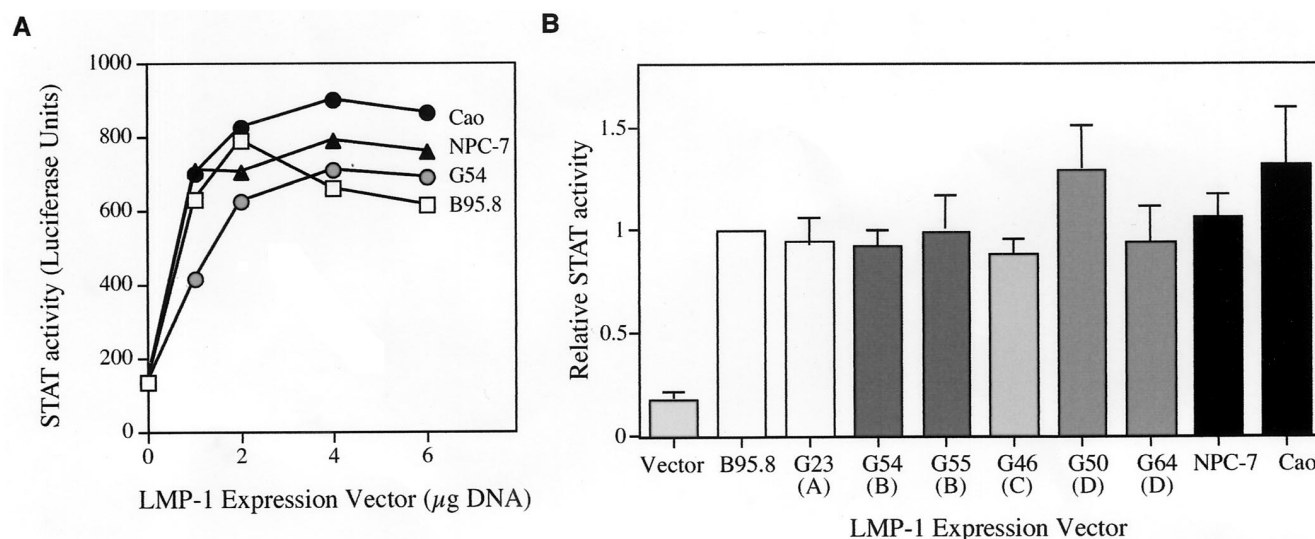 A
STAT activity (Luciferase Units)
1000
800
600
400
200
0
0 2 4 6
LMP-1 Expression Vector (µg DNA)
Cao
NPC-7
G54
B95.8
B
Relative STAT activity
1.5
1
0.5
0
Vector B95.8 G23 G54 G55 G46 G50 G64 NPC-7 Cao
(A) (B) (B) (C) (D) (D)
LMP-1 Expression Vector